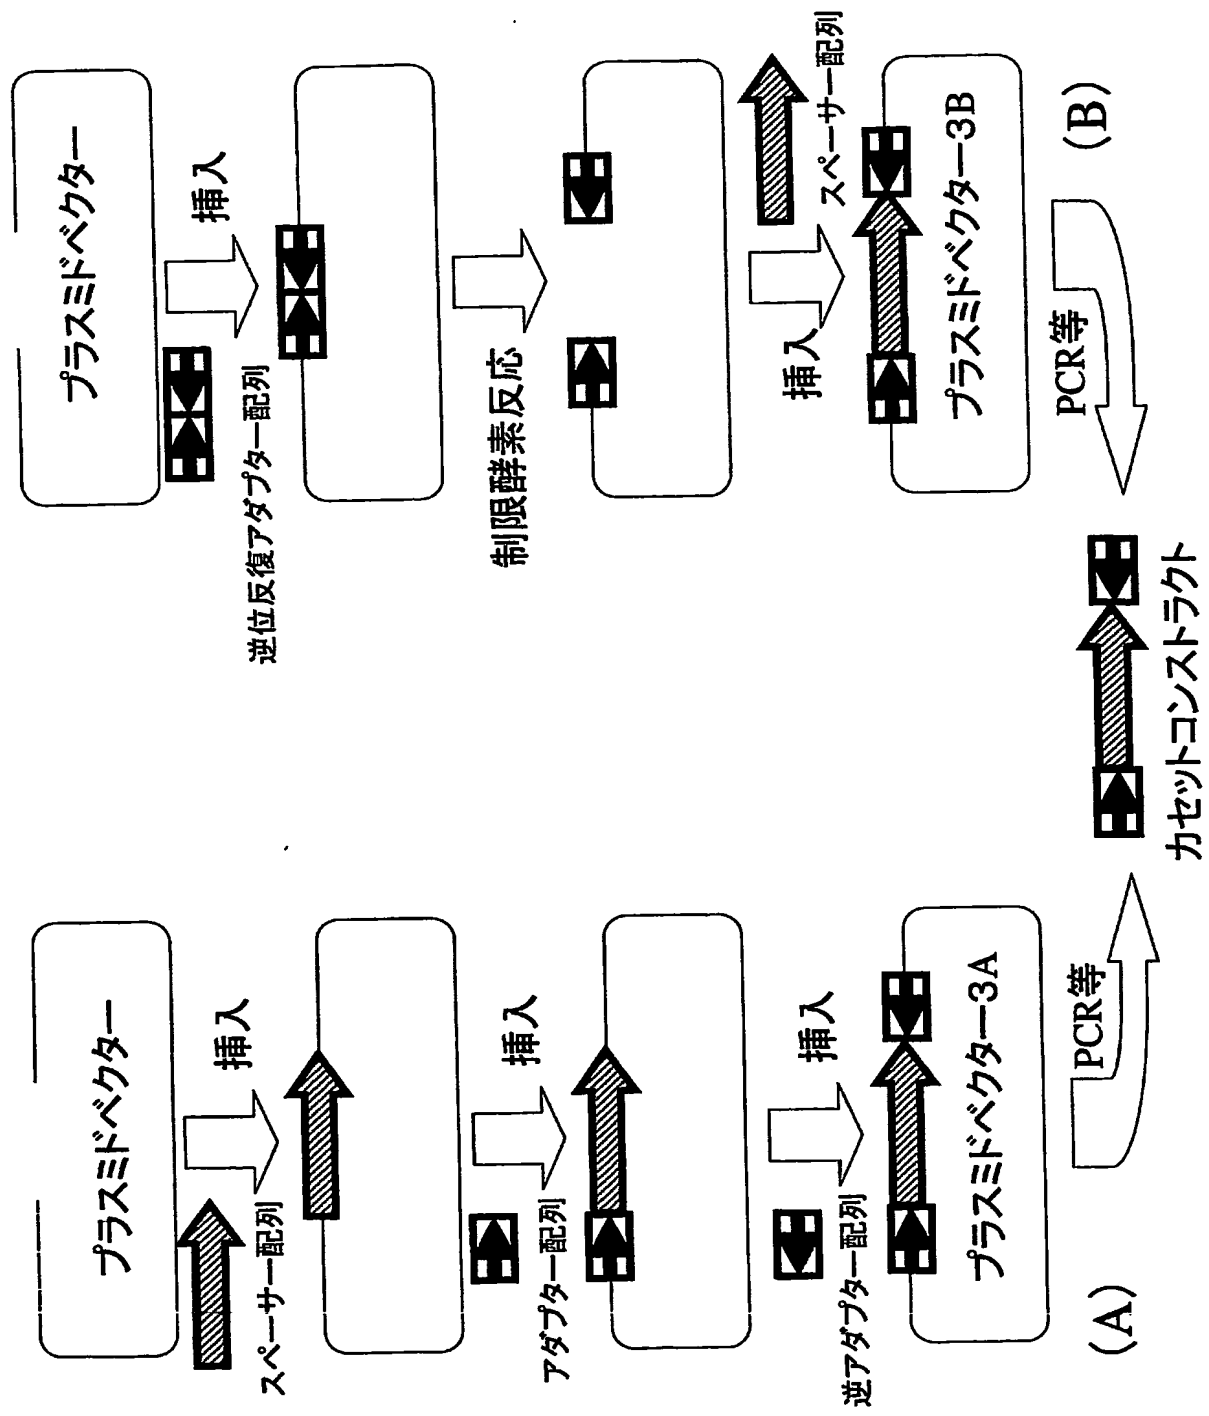 (A)
プラスミドベクター
スペーサー配列
挿入
アダプター配列
挿入
逆アダプター配列
挿入
プラスミドベクター3A
PCR等
カセットコンストラクト
(B)
プラスミドベクター
逆位反復アダプター配列
挿入
制限酵素反応
挿入
スペーサー配列
プラスミドベクター3B
PCR等